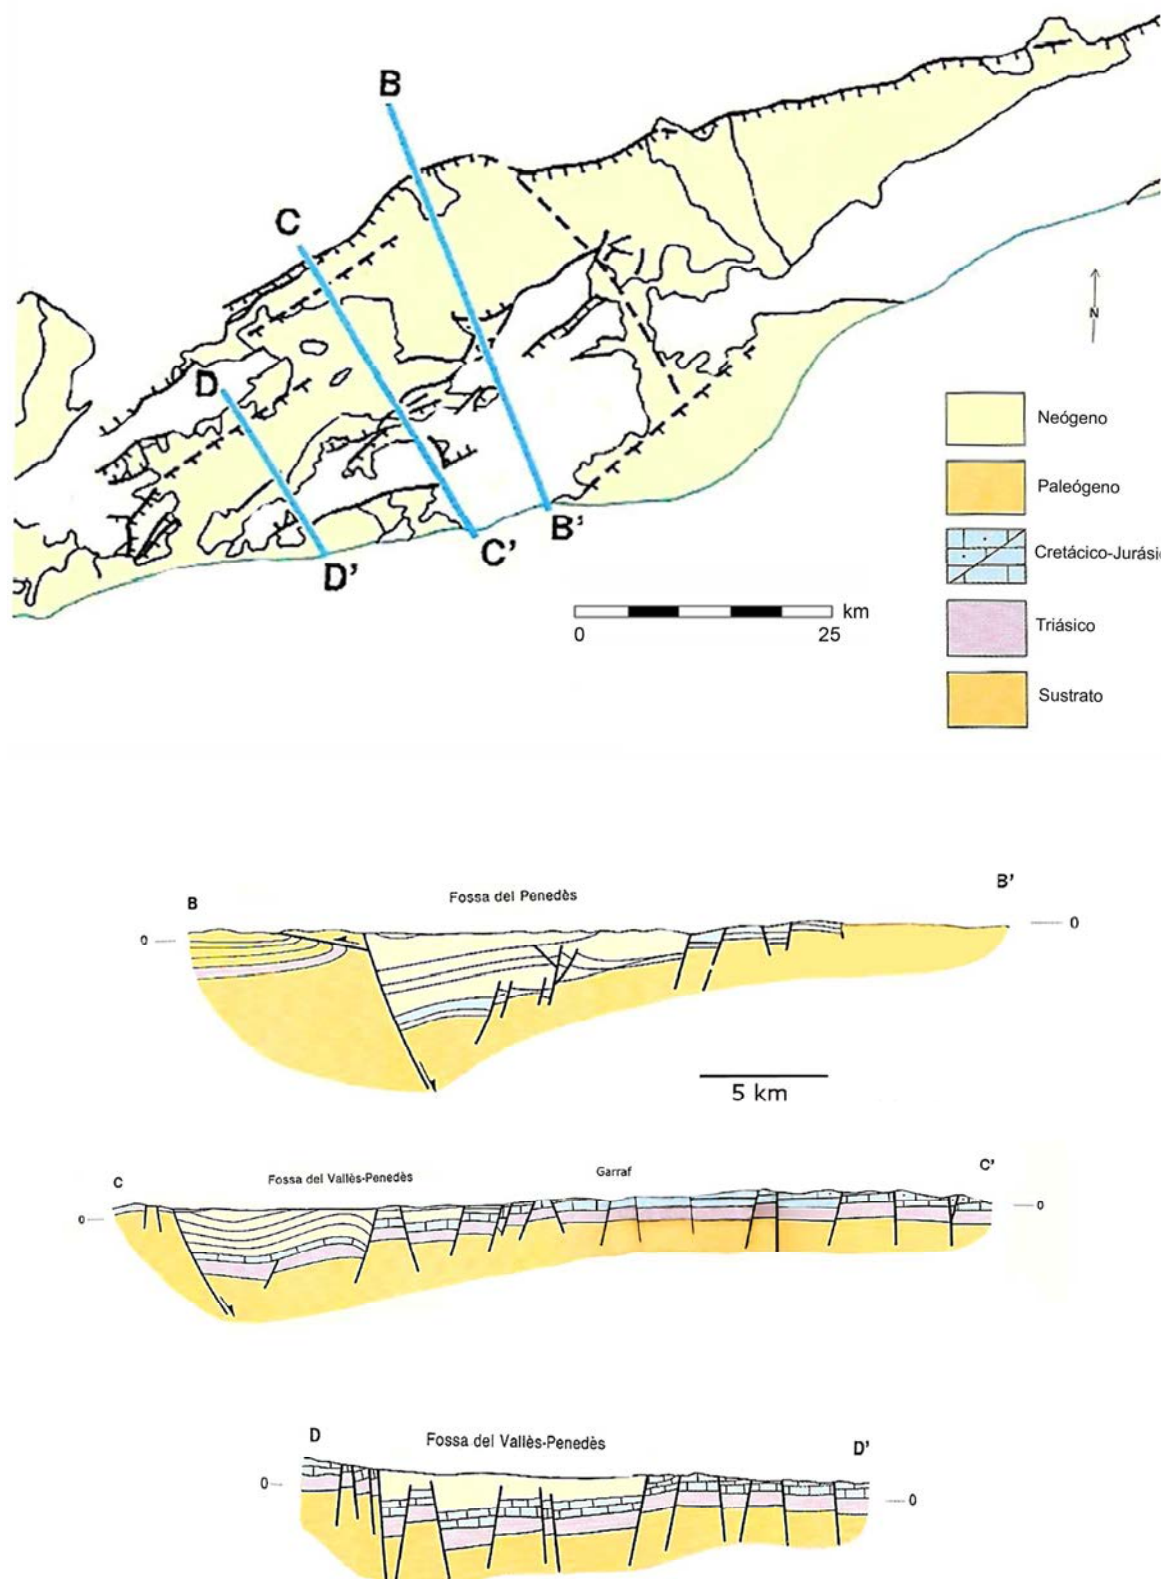 B
C
D
N
B'
C'
D'
km
0
25
Neógeno
Paleógeno
Cretácico-Jurási
Triásico
Sustrato
B
Fossa del Penedès
B'
0
0
5 km
C
Fossa del Vallès-Penedès
Garraf
C'
0
0
D
Fossa del Vallès-Penedès
D'
0
0